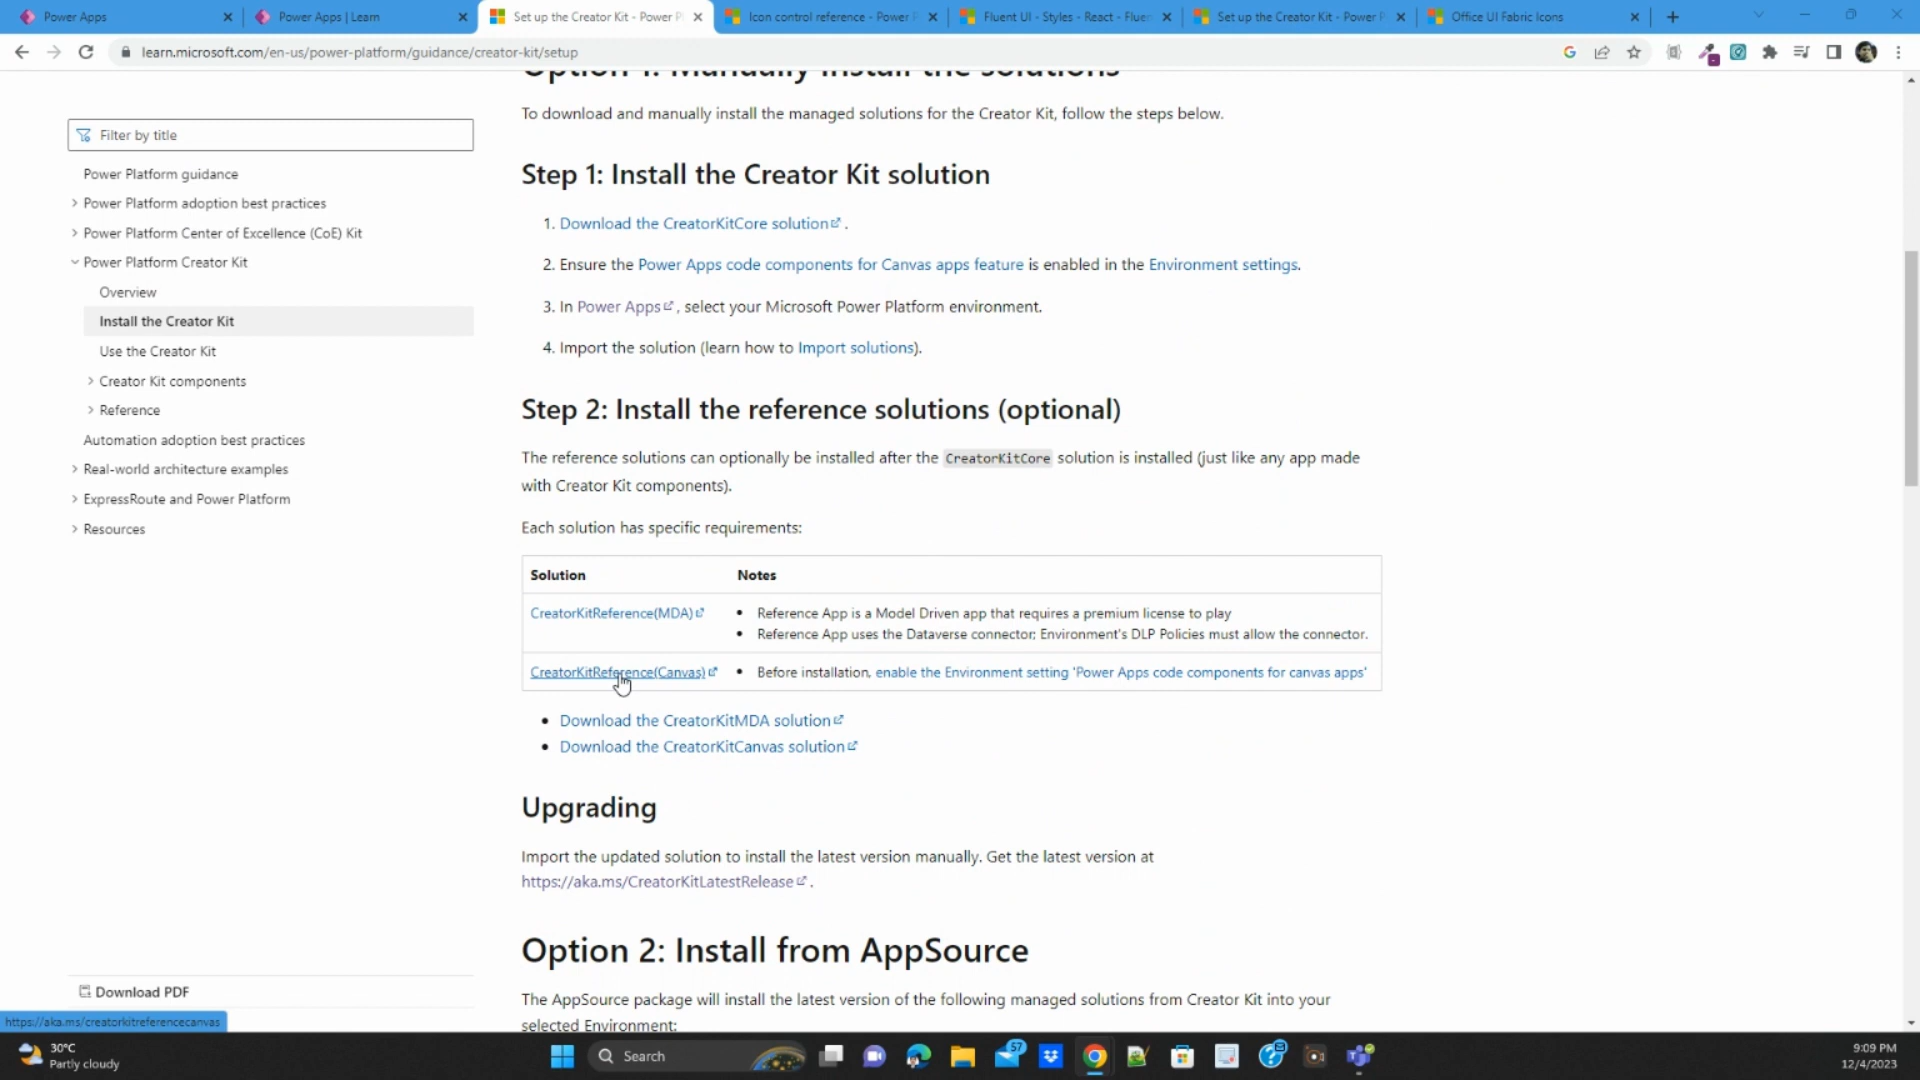 Power Apps
Power Apps | Learn
Set up the Creator Kit - Power P
Icon control reference - Power F
Fluent UI - Styles - React - Fluen
Set up the Creator Kit - Power P
Office UI Fabric Icons
learn.microsoft.com/en-us/power-platform/guidance/creator-kit/setup
Option 1: Manually install the solutions
To download and manually install the managed solutions for the Creator Kit, follow the steps below.
Filter by title
Power Platform guidance
Power Platform adoption best practices
Power Platform Center of Excellence (CoE) Kit
Power Platform Creator Kit
Overview
Install the Creator Kit
Use the Creator Kit
Creator Kit components
Reference
Automation adoption best practices
Real-world architecture examples
ExpressRoute and Power Platform
Resources
Download PDF
https://aka.ms/creatorkitreferencecanvas
Step 1: Install the Creator Kit solution
1. Download the CreatorKitCore solution .
2. Ensure the Power Apps code components for Canvas apps feature is enabled in the Environment settings.
3. In Power Apps , select your Microsoft Power Platform environment.
4. Import the solution (learn how to Import solutions).
Step 2: Install the reference solutions (optional)
The reference solutions can optionally be installed after the CreatorKitCore solution is installed (just like any app made
with Creator Kit components).
Each solution has specific requirements:
Solution Notes
CreatorKitReference(MDA) • Reference App is a Model Driven app that requires a premium license to play
• Reference App uses the Dataverse connector; Environment's DLP Policies must allow the connector.
CreatorKitReference(Canvas) • Before installation, enable the Environment setting 'Power Apps code components for canvas apps'
• Download the CreatorKitMDA solution
• Download the CreatorKitCanvas solution
Upgrading
Import the updated solution to install the latest version manually. Get the latest version at
https://aka.ms/CreatorKitLatestRelease .
Option 2: Install from AppSource
The AppSource package will install the latest version of the following managed solutions from Creator Kit into your
selected Environment:
30°C
Partly cloudy
Search
57
9:09 PM
12/4/2023